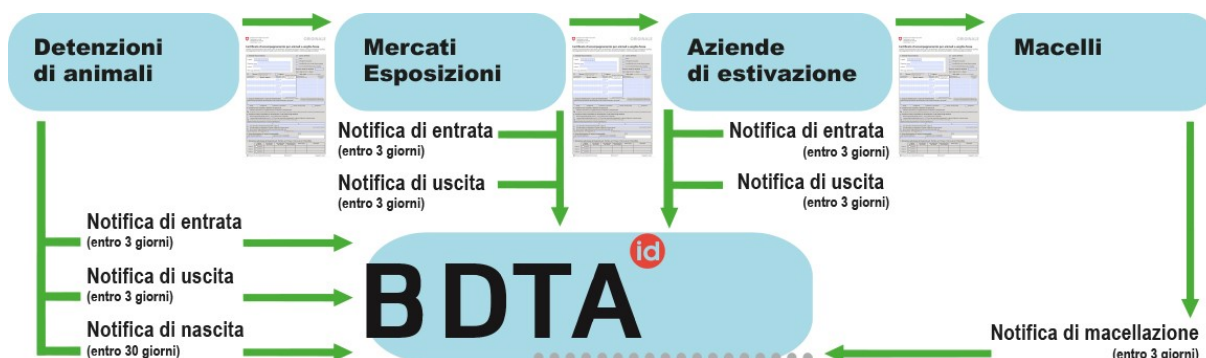 Detenzioni
di animali
Mercati
Esposizioni
Aziende
di estivazione
Macelli
Notifica di entrata
(entro 3 giorni)
Notifica di uscita
(entro 3 giorni)
Notifica di entrata
(entro 3 giorni)
Notifica di uscita
(entro 3 giorni)
Notifica di entrata
(entro 3 giorni)
Notifica di uscita
(entro 3 giorni)
Notifica di nascita
(entro 30 giorni)
BDTA
id
Notifica di macellazione
(entro 3 giorni)